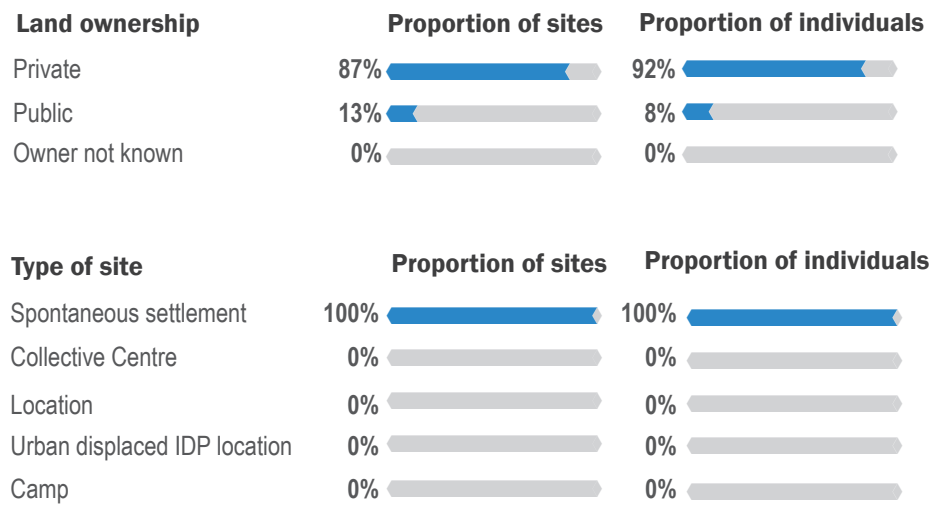 Land ownership Proportion of sites Proportion of individuals
Private 87% 92%
Public 13% 8%
Owner not known 0% 0%
Type of site Proportion of sites Proportion of individuals
Spontaneous settlement 100% 100%
Collective Centre 0% 0%
Location 0% 0%
Urban displaced IDP location 0% 0%
Camp 0% 0%